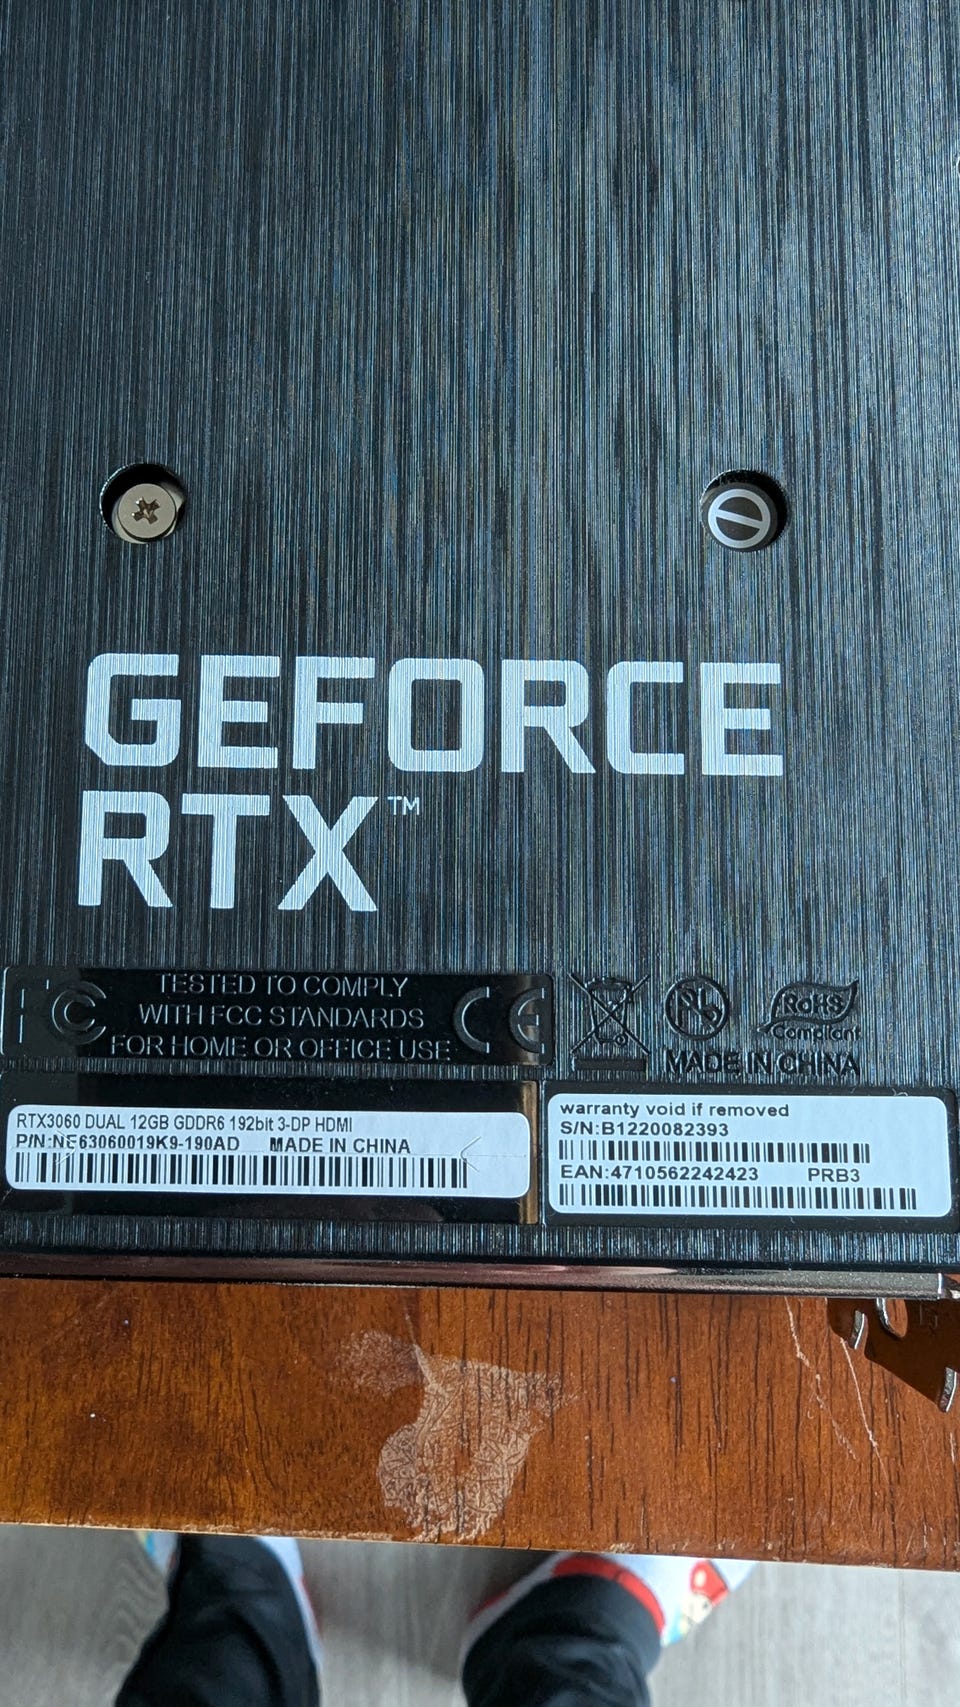 GEFORCE
RTX™
FC
TESTED TO COMPLY
WITH FCC STANDARDS
FOR HOME OR OFFICE USE
CE
RoHS
Compliant
MADE IN CHINA
RTX3060 DUAL 12GB GDDR6 192bit 3-DP HDMI
P/N:NE63060019K9-190AD MADE IN CHINA
warranty void if removed
S/N:B1220082393
EAN:4710562242423 PRB3